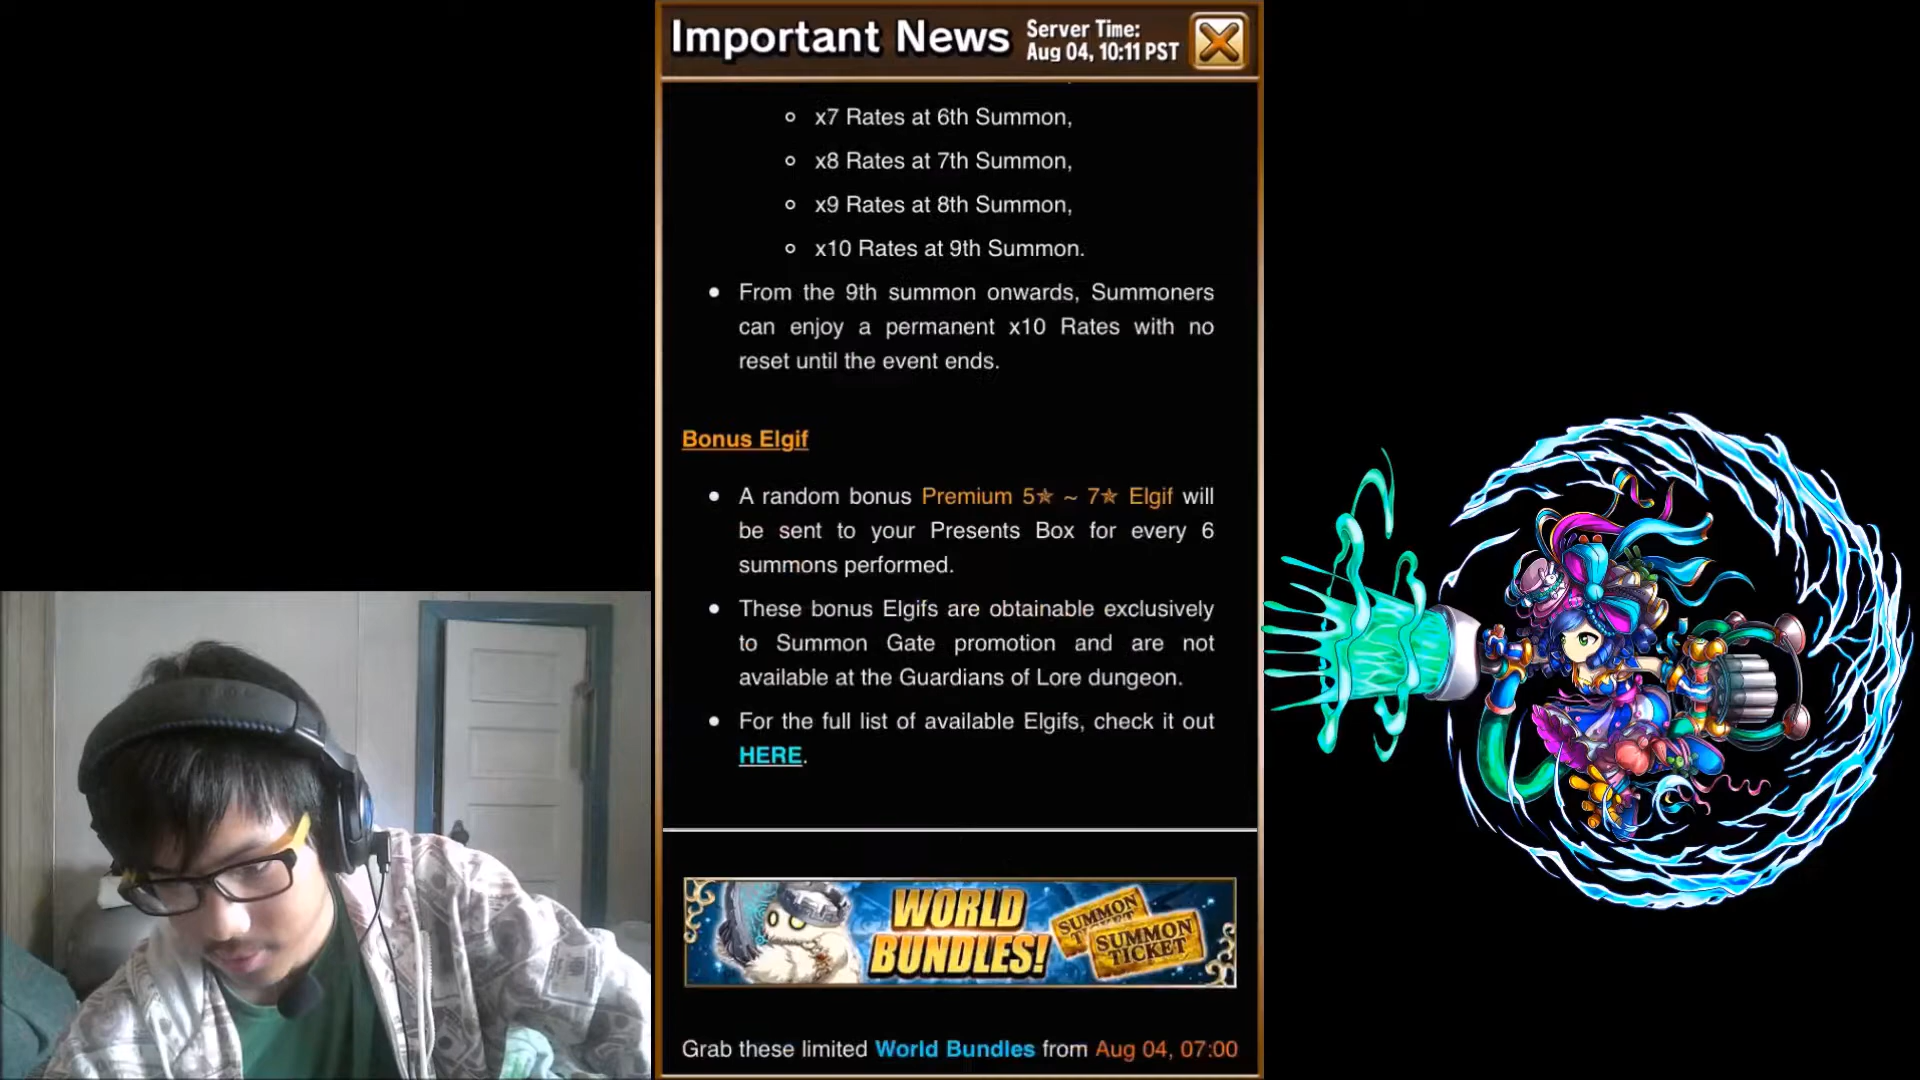 Important News
Server Time:
Aug 04, 10:11 PST
x7 Rates at 6th Summon,
x8 Rates at 7th Summon,
x9 Rates at 8th Summon,
x10 Rates at 9th Summon.
From the 9th summon onwards, Summoners
can enjoy a permanent x10 Rates with no
reset until the event ends.
Bonus Elgif
A random bonus Premium 5★ ~ 7★ Elgif will
be sent to your Presents Box for every 6
summons performed.
These bonus Elgifs are obtainable exclusively
to Summon Gate promotion and are not
available at the Guardians of Lore dungeon.
For the full list of available Elgifs, check it out
HERE.
WORLD
BUNDLES!
SUMMON
SUMMON
TICKET
Grab these limited World Bundles from Aug 04, 07:00